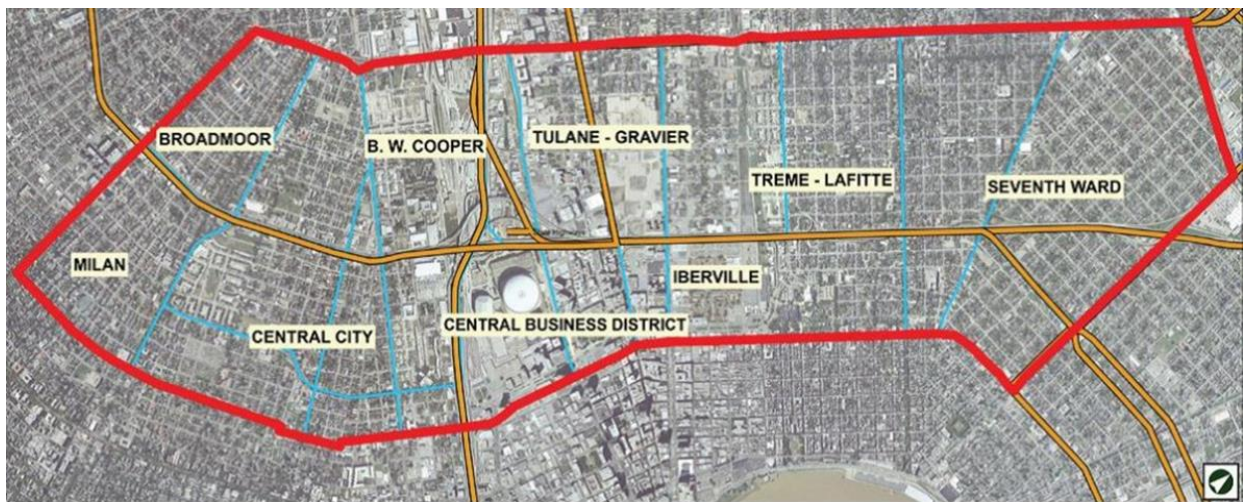 BROADMOOR
B. W. COOPER
TULANE - GRAVIER
TREME - LAFITTE
SEVENTH WARD
MILAN
IBERVILLE
CENTRAL CITY
CENTRAL BUSINESS DISTRICT